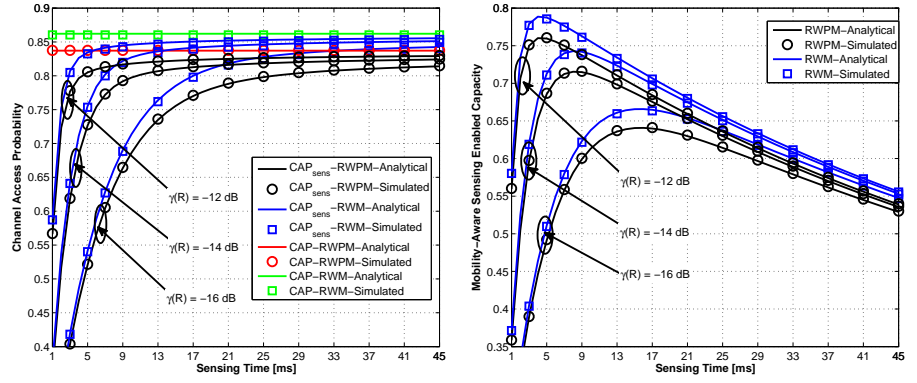 0.9
0.85
0.8
0.75
0.7
0.65
0.6
0.55
0.5
0.45
0.4
Channel Access Probability
γ(R) = −12 dB
γ(R) = −14 dB
γ(R) = −16 dB
CAPsens−RWPM−Analytical
CAPsens−RWPM−Simulated
CAPsens−RWM−Analytical
CAPsens−RWM−Simulated
CAP−RWPM−Analytical
CAP−RWPM−Simulated
CAP−RWM−Analytical
CAP−RWM−Simulated
1 5 9 13 17 21 25 29 33 37 41 45
Sensing Time [ms]
0.8
0.75
0.7
0.65
0.6
0.55
0.5
0.45
0.4
0.35
Mobility−Aware Sensing Enabled Capacity
RWPM−Analytical
RWPM−Simulated
RWM−Analytical
RWM−Simulated
γ(R) = −12 dB
γ(R) = −14 dB
γ(R) = −16 dB
1 5 9 13 17 21 25 29 33 37 41 45
Sensing Time [ms]